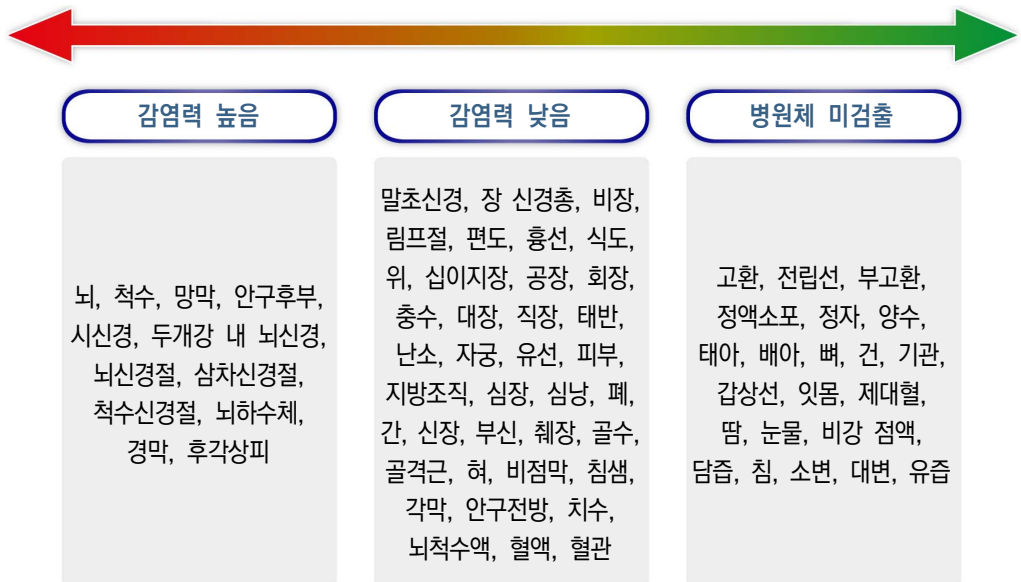 감염력 높음
뇌, 척수, 망막, 안구후부,
시신경, 두개강 내 뇌신경,
뇌신경절, 삼차신경절,
척수신경절, 뇌하수체,
경막, 후각상피
감염력 낮음
말초신경, 장 신경총, 비장,
림프절, 편도, 흉선, 식도,
위, 십이지장, 공장, 회장,
충수, 대장, 직장, 태반,
난소, 자궁, 유선, 피부,
지방조직, 심장, 심낭, 폐,
간, 신장, 부신, 췌장, 골수,
골격근, 혀, 비점막, 침샘,
각막, 안구전방, 치수,
뇌척수액, 혈액, 혈관
병원체 미검출
고환, 전립선, 부고환,
정액소포, 정자, 양수,
태아, 배아, 뼈, 건, 기관,
갑상선, 잇몸, 제대혈,
땀, 눈물, 비강 점액,
담즙, 침, 소변, 대변, 유즙